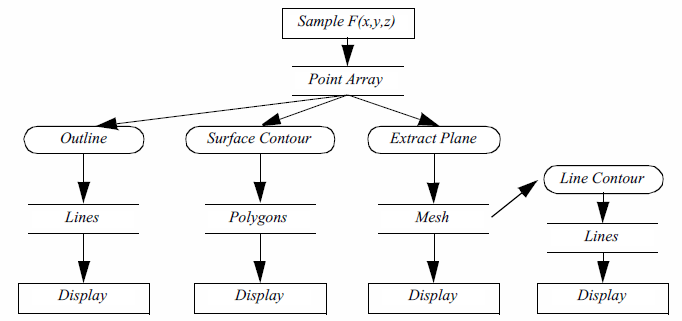 Sample F(x,y,z)
Point Array
Outline
Surface Contour
Extract Plane
Line Contour
Lines
Polygons
Mesh
Lines
Display
Display
Display
Display